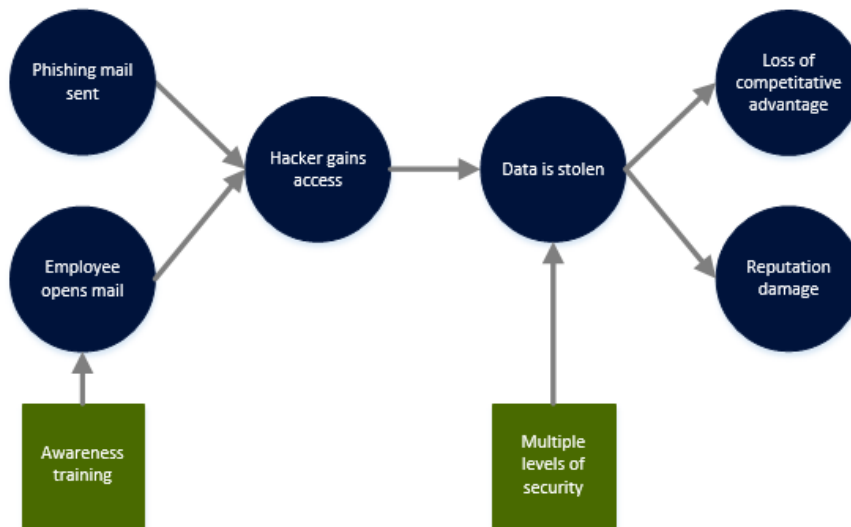 Phishing mail
sent
Loss of
competitative
advantage
Hacker gains
access
Data is stolen
Employee
opens mail
Reputation
damage
Awareness
training
Multiple
levels of
security